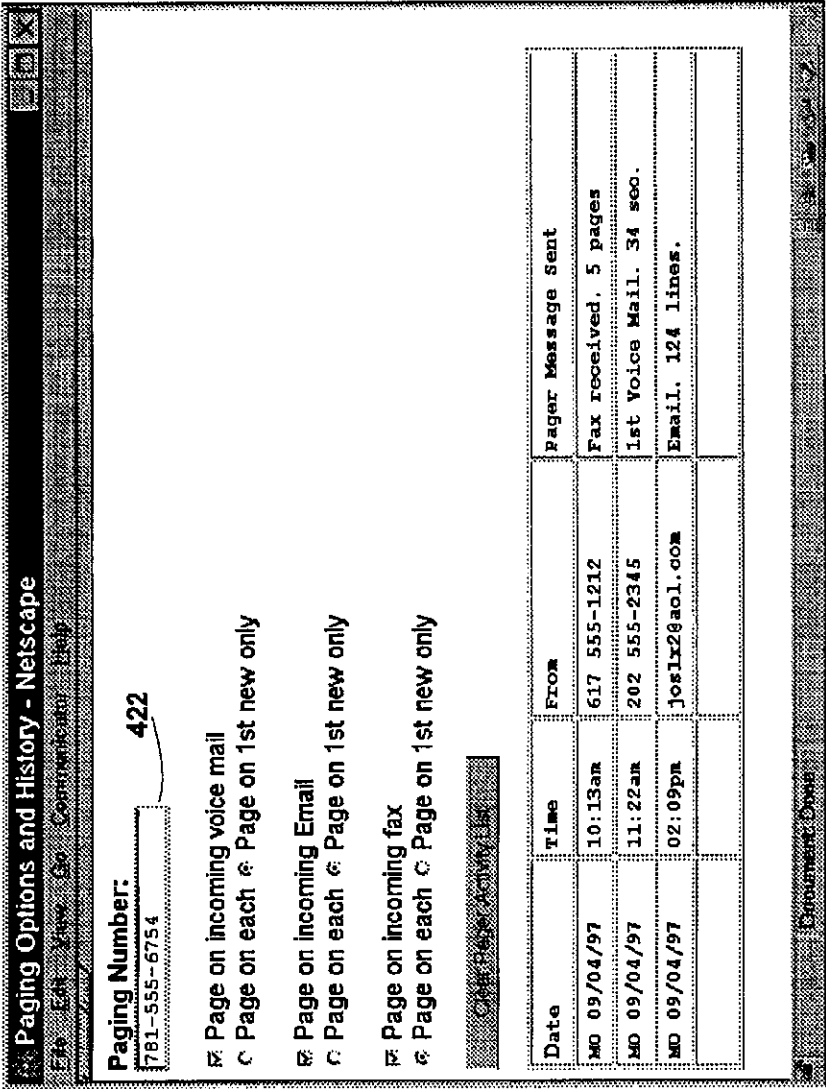 Paging Options and History - Netscape
File Edit View Go Communicator Help
Paging Number:
422
781-555-6754
Page on incoming voice mail
Page on each Page on 1st new only
Page on incoming Email
Page on each Page on 1st new only
Page on incoming fax
Page on each Page on 1st new only
Clear Pager Activity List
Date Time From Pager Message Sent
MO 09/04/97 10:13am 617 555-1212 Fax received. 5 pages
MO 09/04/97 11:22am 202 555-2345 1st Voice Mail. 34 sec.
MO 09/04/97 02:09pm joslx2@aol.com Email. 124 lines.
Document Done